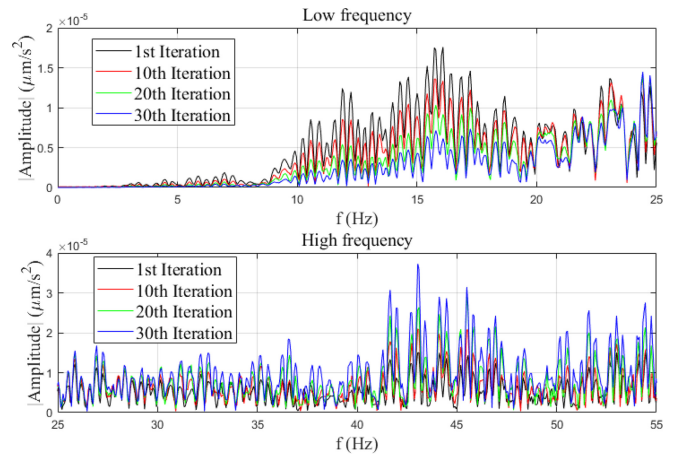 Low frequency
×10⁻⁵
2
1.5
1
0.5
0
|Amplitude| (μm/s²)
1st Iteration
10th Iteration
20th Iteration
30th Iteration
0 5 10 15 20 25
f (Hz)
High frequency
×10⁻⁵
4
3
2
1
0
|Amplitude| (μm/s²)
1st Iteration
10th Iteration
20th Iteration
30th Iteration
25 30 35 40 45 50 55
f (Hz)